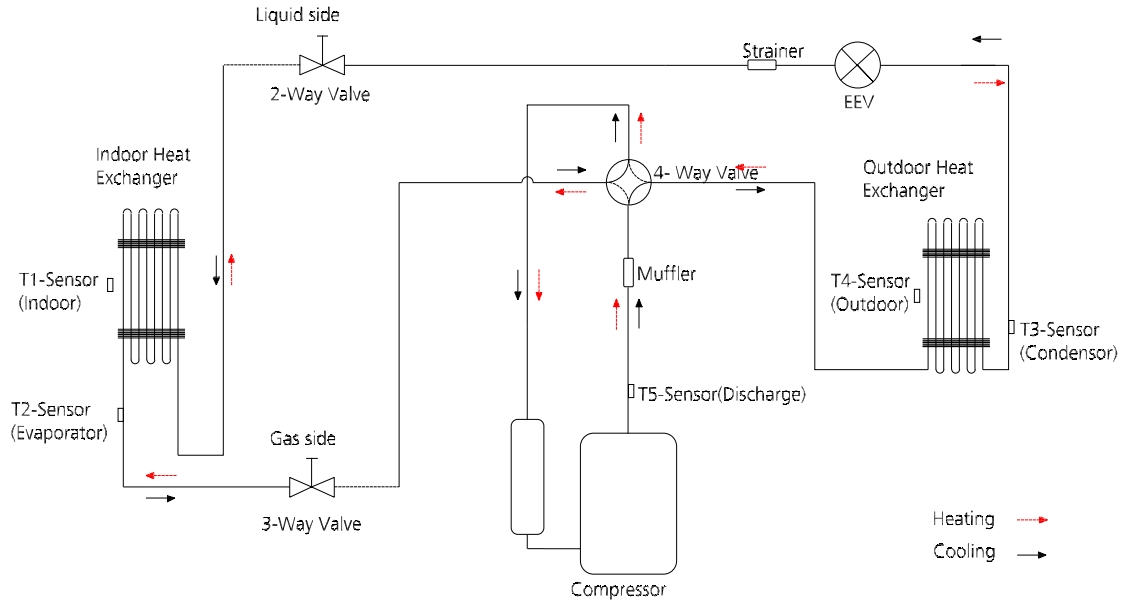 Liquid side
2-Way Valve
Strainer
EEV
Indoor Heat
Exchanger
4- Way Valve
Outdoor Heat
Exchanger
T1-Sensor
(Indoor)
Muffler
T4-Sensor
(Outdoor)
T3-Sensor
(Condensor)
T5-Sensor(Discharge)
T2-Sensor
(Evaporator)
Gas side
3-Way Valve
Heating
Cooling
Compressor